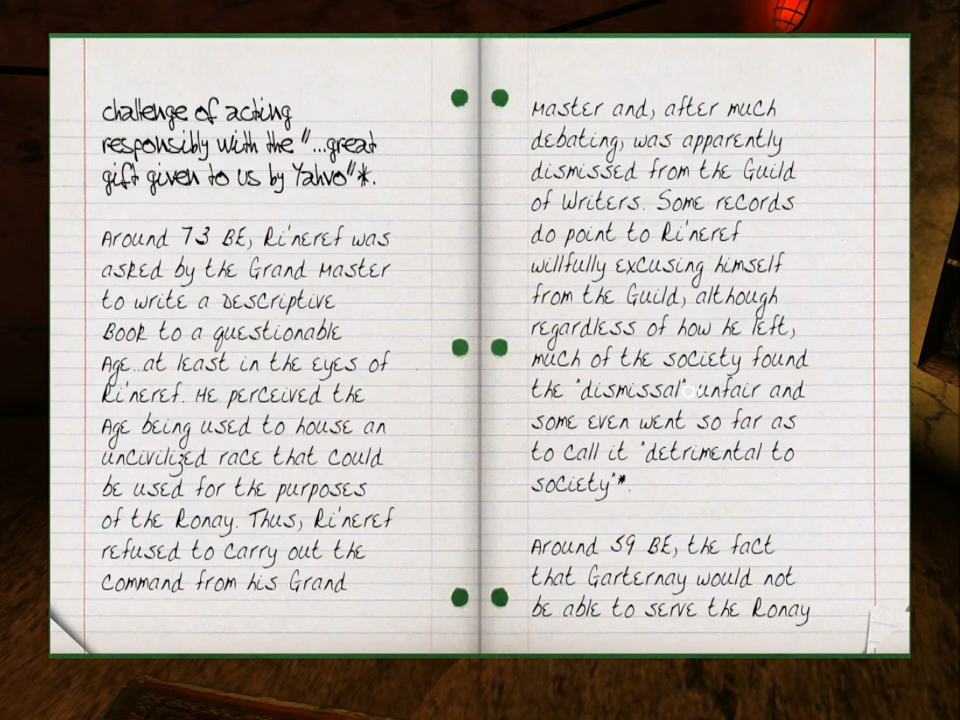 challenge of acting
responsibly with the "...great
gift given to us by Yahvo"*.
Around 73 BE, Ri'neref was
asked by the Grand Master
to write a Descriptive
Book to a questionable
Age...at least in the eyes of
Ri'neref. He perceived the
Age being used to house an
uncivilized race that could
be used for the purposes
of the Ronay. Thus, Ri'neref
refused to carry out the
command from his Grand
Master and, after much
debating, was apparently
dismissed from the Guild
of Writers. Some records
do point to Ri'neref
willfully excusing himself
from the Guild, although
regardless of how he left,
much of the society found
the "dismissal" unfair and
some even went so far as
to call it "detrimental to
society"*.
Around 59 BE, the fact
that Garternay would not
be able to serve the Ronay